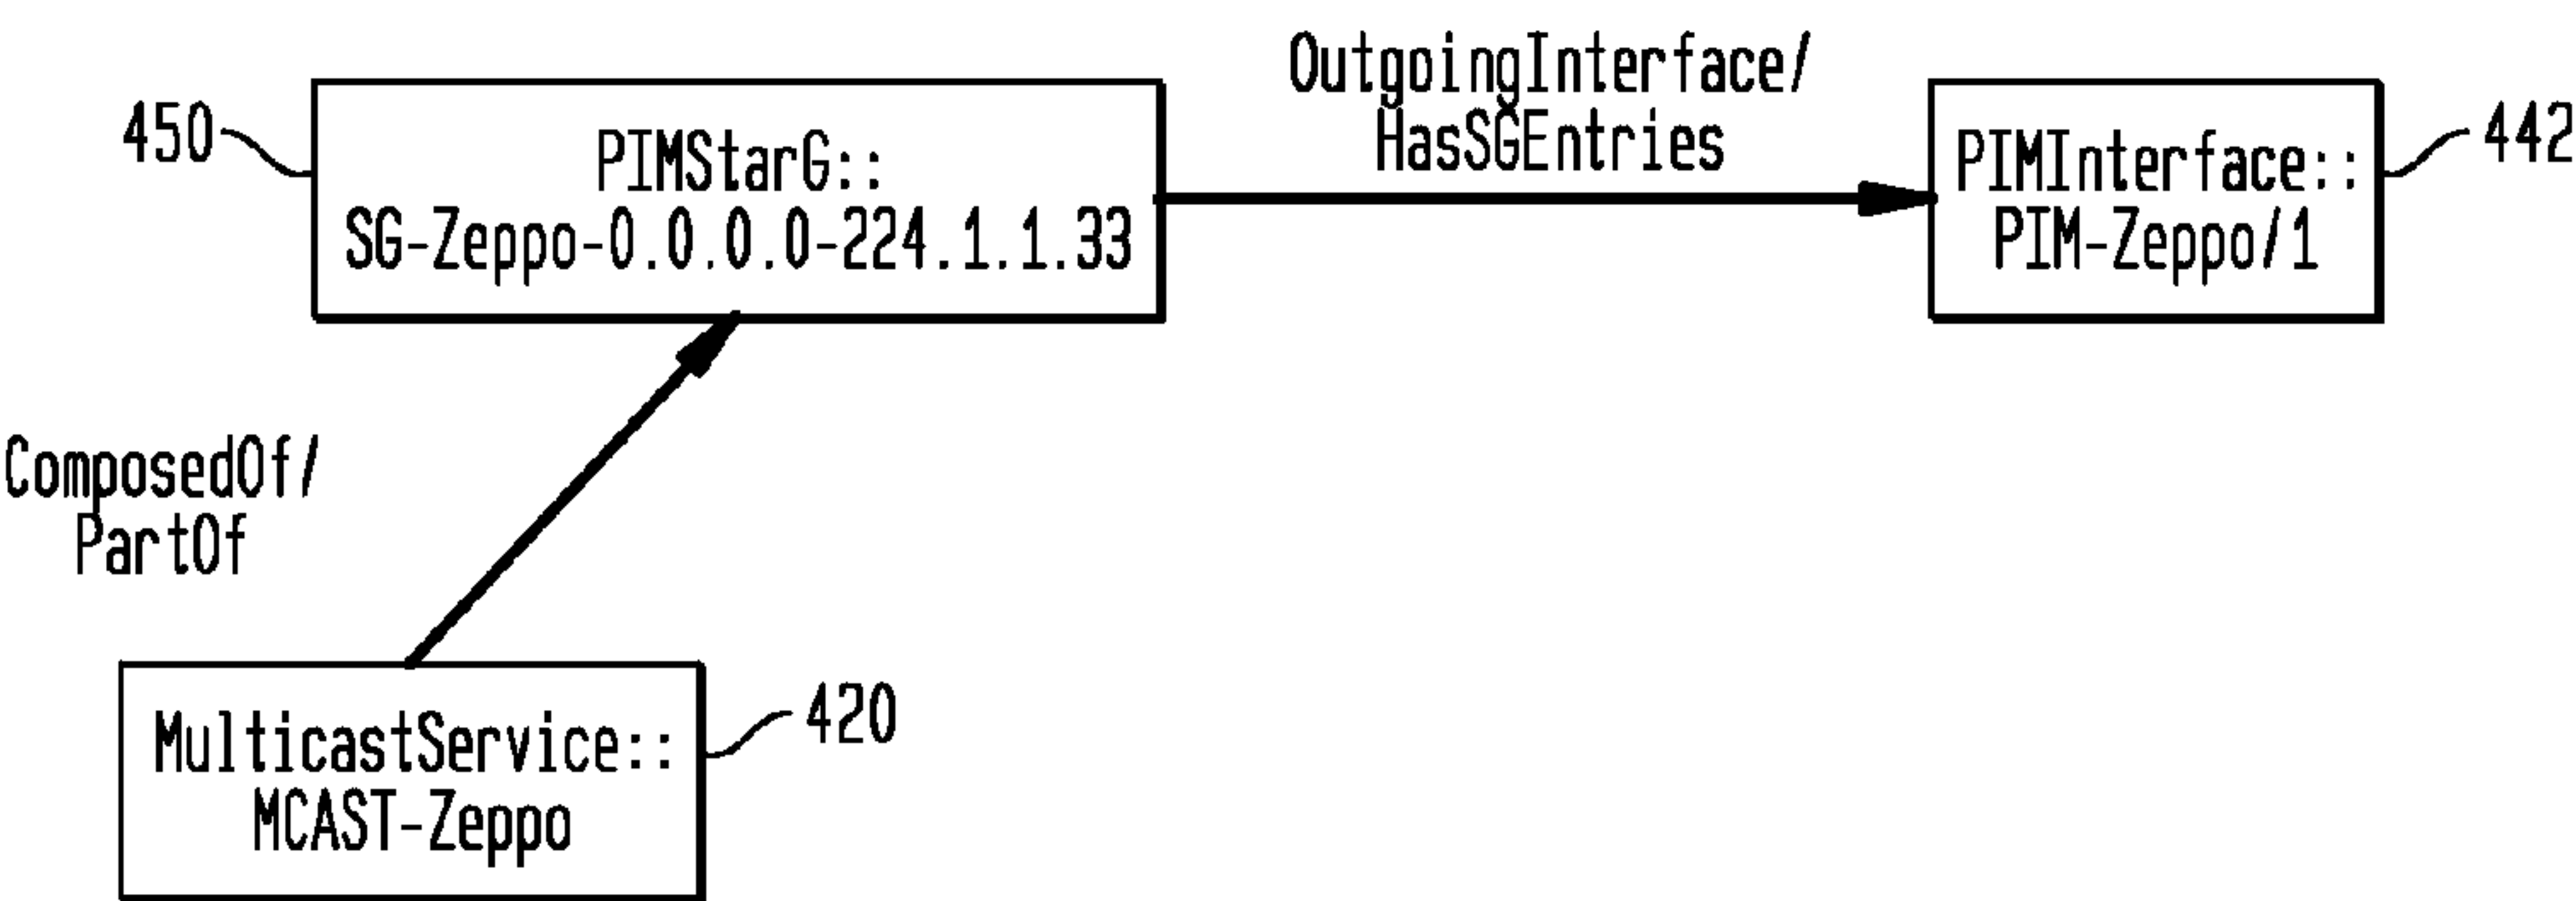 OutgoingInterface/
HasSGEntries
450
PIMStarG::
SG-Zeppo-0.0.0.0-224.1.1.33
PIMInterface::
PIM-Zeppo/1
442
ComposedOf/
PartOf
MulticastService::
MCAST-Zeppo
420